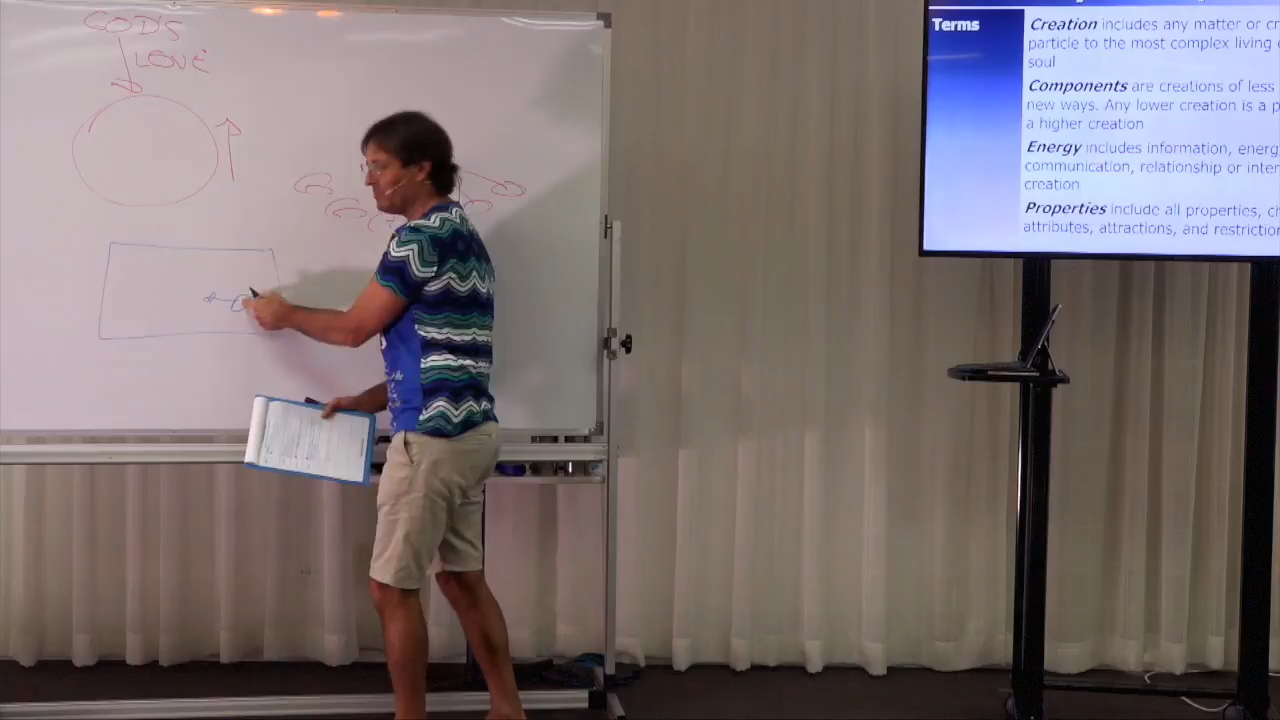 GOD'S
LOVE
Terms
Creation includes any matter or cr
particle to the most complex living
soul
Components are creations of less
new ways. Any lower creation is a p
a higher creation
Energy includes information, energ
communication, relationship or inter
creation
Properties include all properties, c
attributes, attractions, and restriction